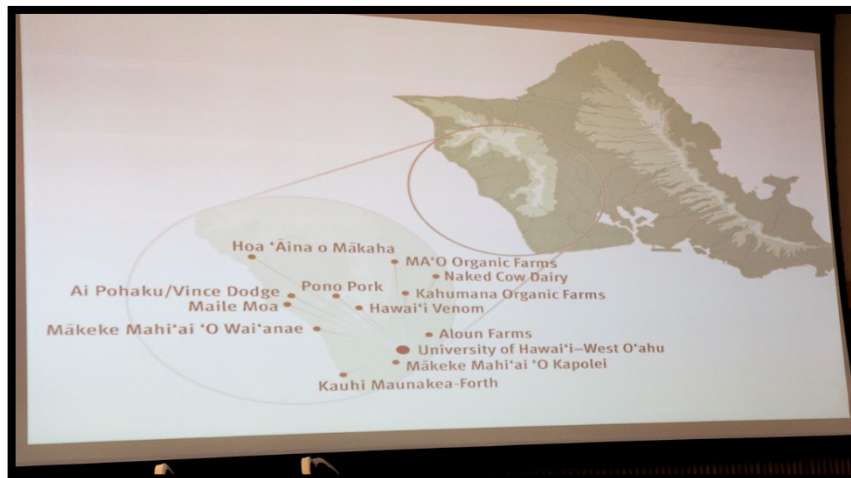 Hoa ʻÂina o Mākaha
MAʻO Organic Farms
Naked Cow Dairy
Ai Pohaku/Vince Dodge
Pono Pork
Kahumana Organic Farms
Maile Moa
Hawaiʻi Venom
Mākeke Mahiʻai ʻO Waiʻanae
Aloun Farms
University of Hawaiʻi–West Oʻahu
Mākeke Mahiʻai ʻO Kapolei
Kauhi Maunakea-Forth